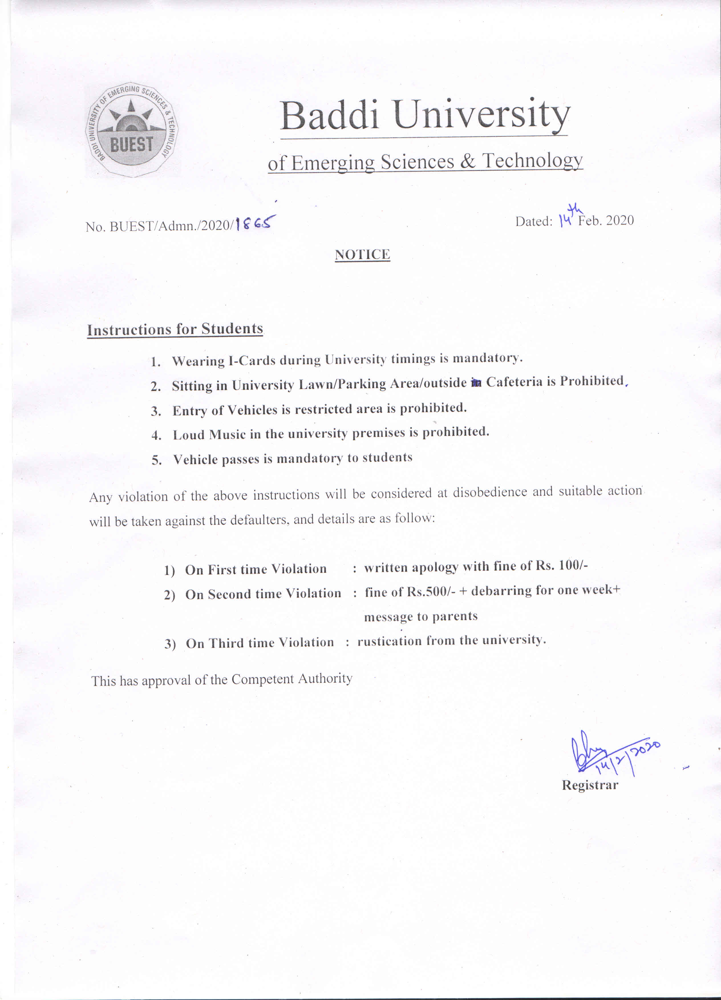 BADDI UNIVERSITY OF EMERGING SCIENCES & TECHNOLOGY
BUEST
Baddi University
of Emerging Sciences & Technology
No. BUEST/Admn./2020/1865
Dated: 14th Feb. 2020
NOTICE
Instructions for Students
1. Wearing I-Cards during University timings is mandatory.
2. Sitting in University Lawn/Parking Area/outside in Cafeteria is Prohibited.
3. Entry of Vehicles is restricted area is prohibited.
4. Loud Music in the university premises is prohibited.
5. Vehicle passes is mandatory to students
Any violation of the above instructions will be considered at disobedience and suitable action
will be taken against the defaulters, and details are as follow:
1) On First time Violation : written apology with fine of Rs. 100/-
2) On Second time Violation : fine of Rs.500/- + debarring for one week+
message to parents
3) On Third time Violation : rustication from the university.
This has approval of the Competent Authority
14/2/2020
Registrar